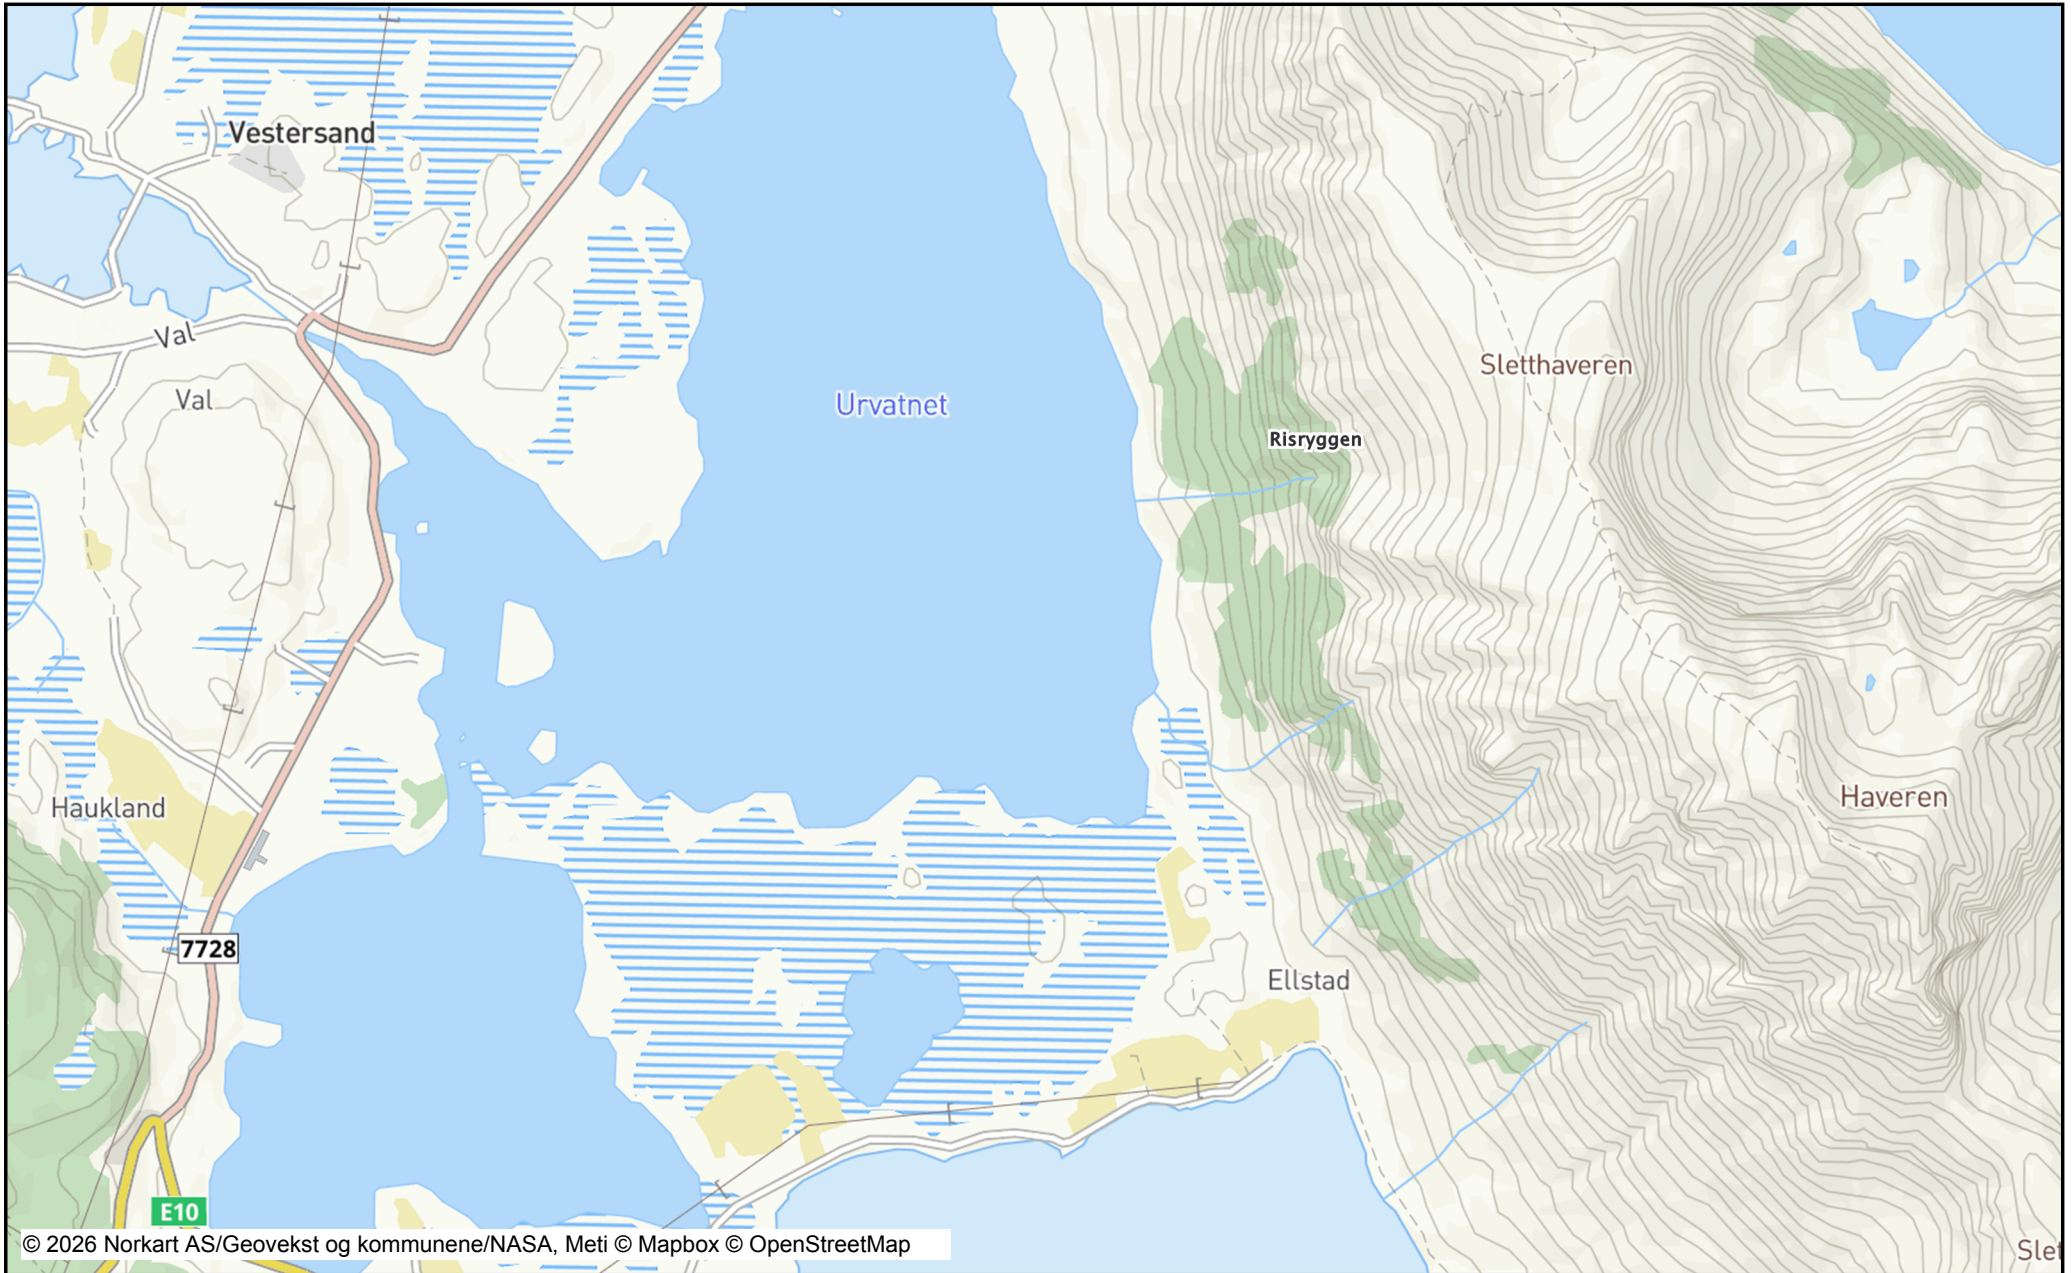 Vestersand
Val
Sletthaveren
Val
Urvatnet
Risryggen
Haveren
Haukland
7728
Ellstad
E10
© 2026 Norkart AS/Geovekst og kommunene/NASA, Meti © Mapbox © OpenStreetMap
Slet